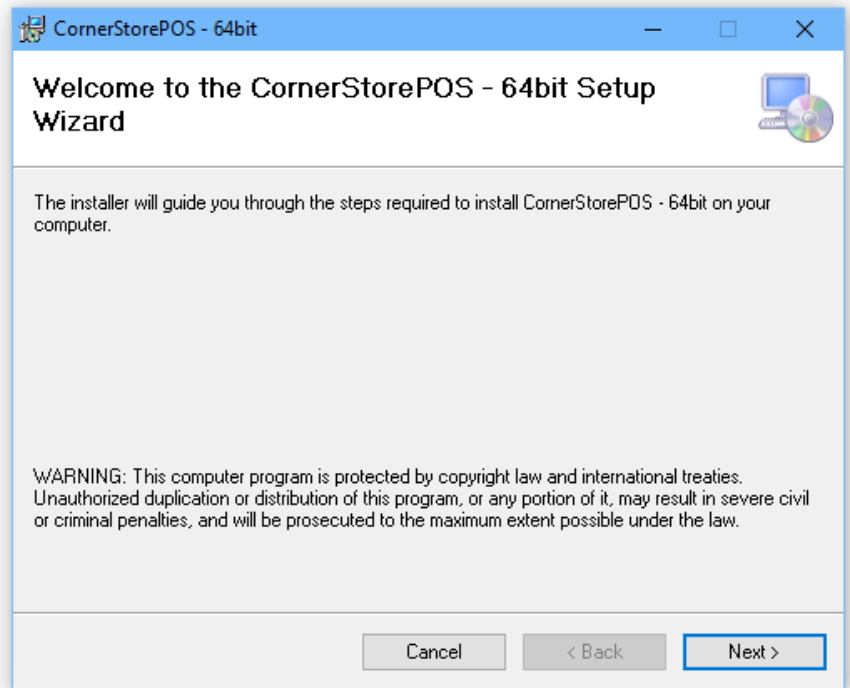 CornerStorePOS - 64bit
Welcome to the CornerStorePOS - 64bit Setup
Wizard
The installer will guide you through the steps required to install CornerStorePOS - 64bit on your
computer.
WARNING: This computer program is protected by copyright law and international treaties.
Unauthorized duplication or distribution of this program, or any portion of it, may result in severe civil
or criminal penalties, and will be prosecuted to the maximum extent possible under the law.
Cancel < Back Next >